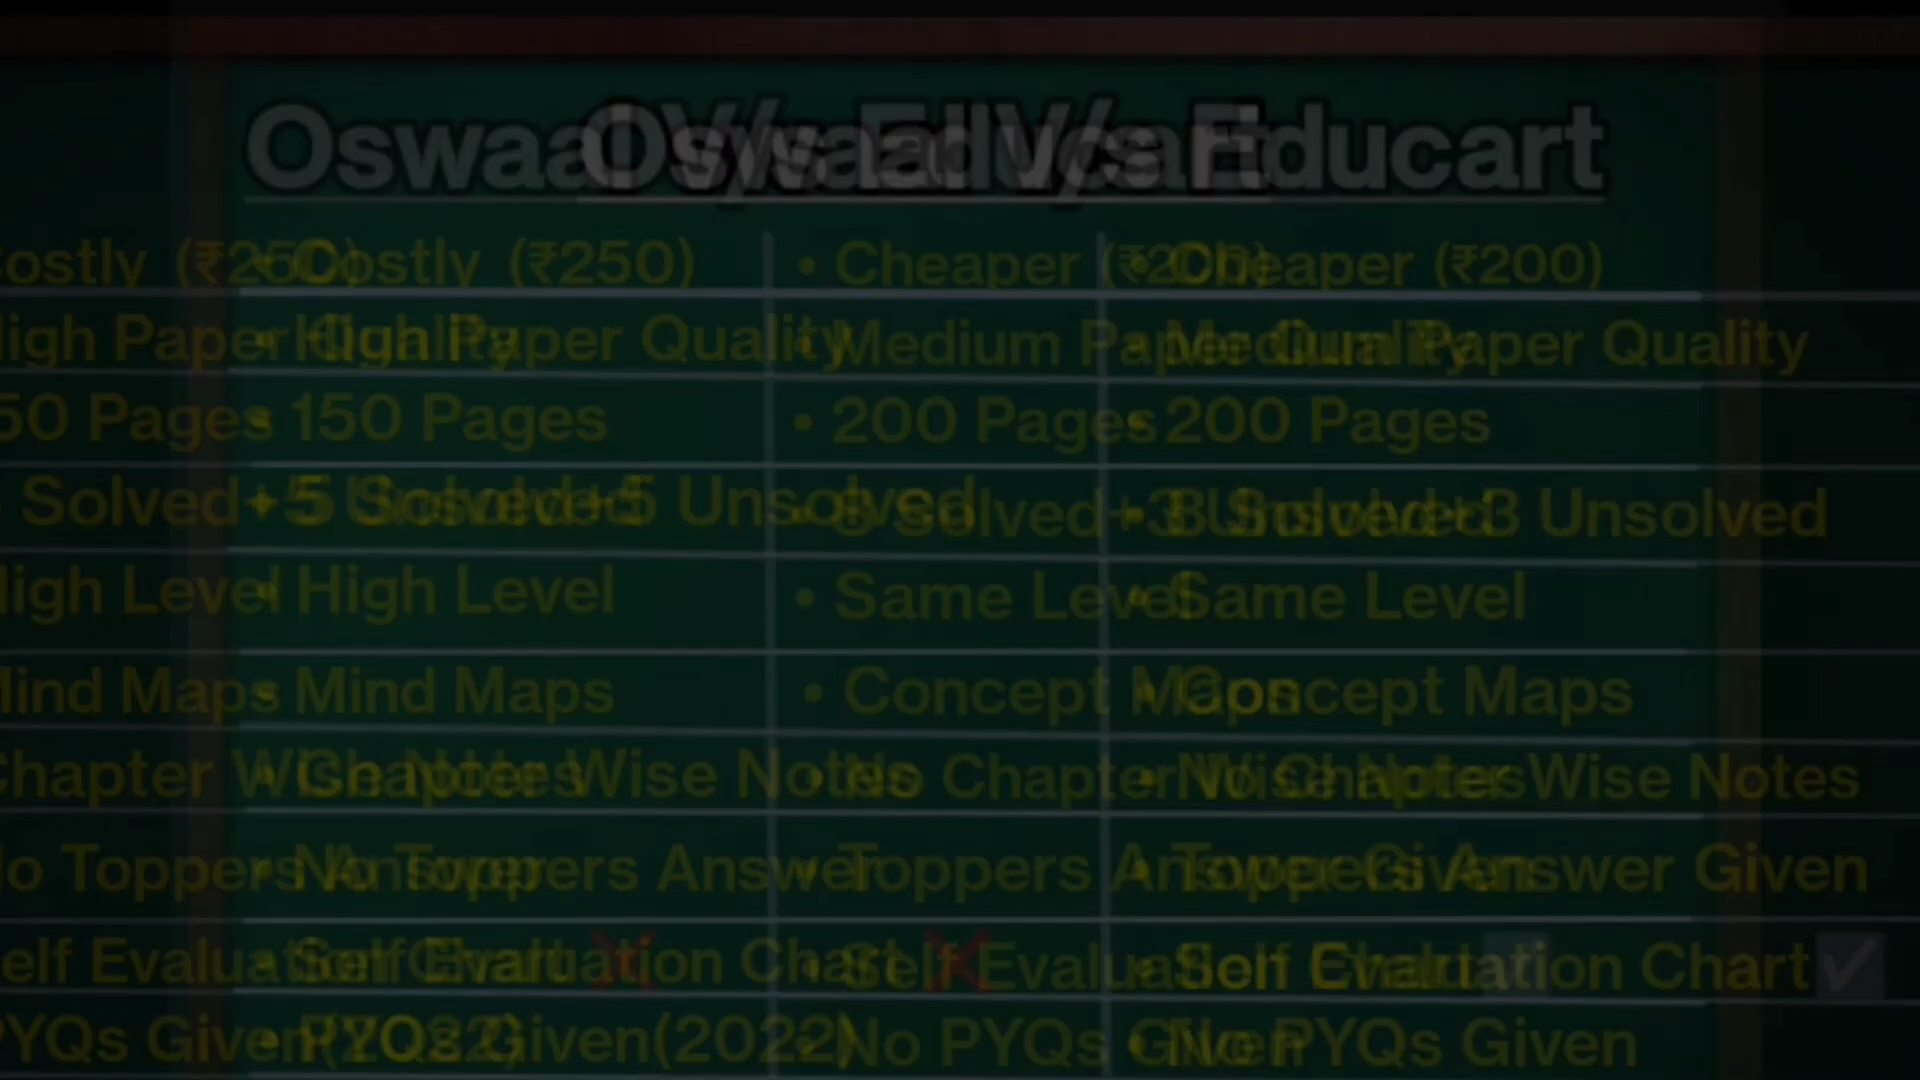 Oswaal V/s Educart
• Costly (₹250) • Cheaper (₹200)
• High Paper Quality • Medium Paper Quality
• 150 Pages • 200 Pages
• 5 Solved+5 Unsolved • 8 Solved+3 Unsolved
• High Level • Same Level
• Mind Maps • Concept Maps
• Chapter Wise Notes • No Chapter Wise Notes
• No Toppers Answer • Toppers Answer Given
• Self Evaluation Chart ❌ • Self Evaluation Chart ✅
• PYQs Given(2022) • No PYQs Given